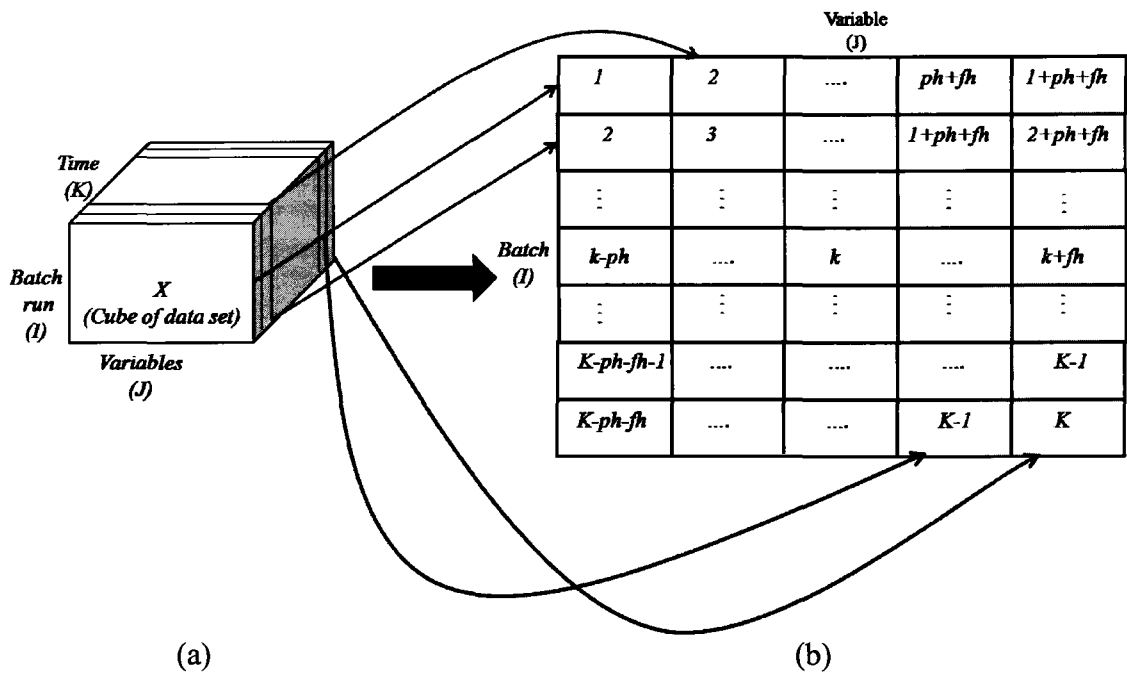 Variable
(J)
1 2 .... ph+fh 1+ph+fh
2 3 .... 1+ph+fh 2+ph+fh
⋮ ⋮ ⋮ ⋮ ⋮
k-ph .... k .... k+fh
⋮ ⋮ ⋮ ⋮ ⋮
K-ph-fh-1 .... .... .... K-1
K-ph-fh .... .... K-1 K
Batch
(I)
Time
(K)
Batch
run
(I)
X
(Cube of data set)
Variables
(J)
(a)
(b)